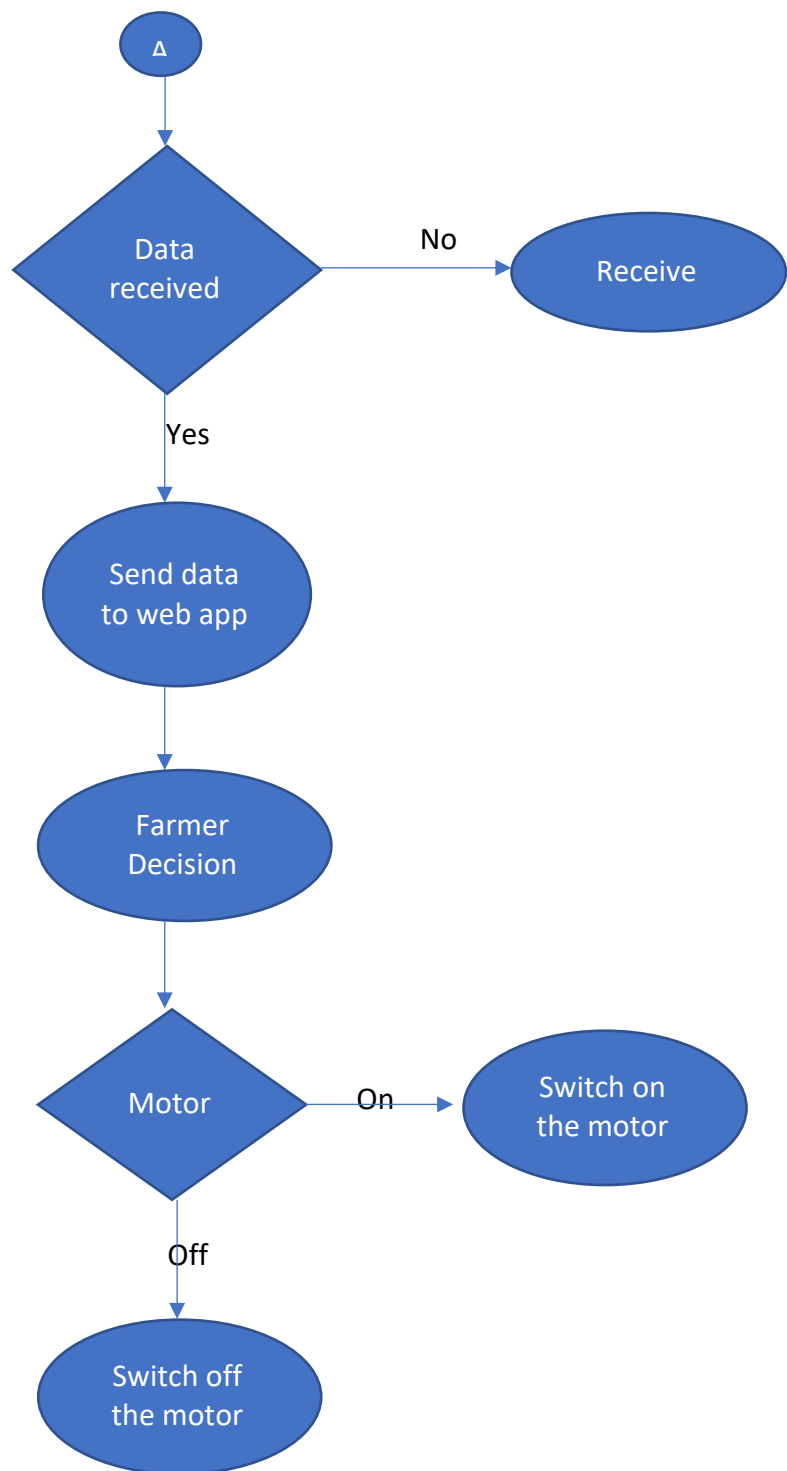 A
Data
received
No
Receive
Yes
Send data
to web app
Farmer
Decision
Motor
On
Switch on
the motor
Off
Switch off
the motor